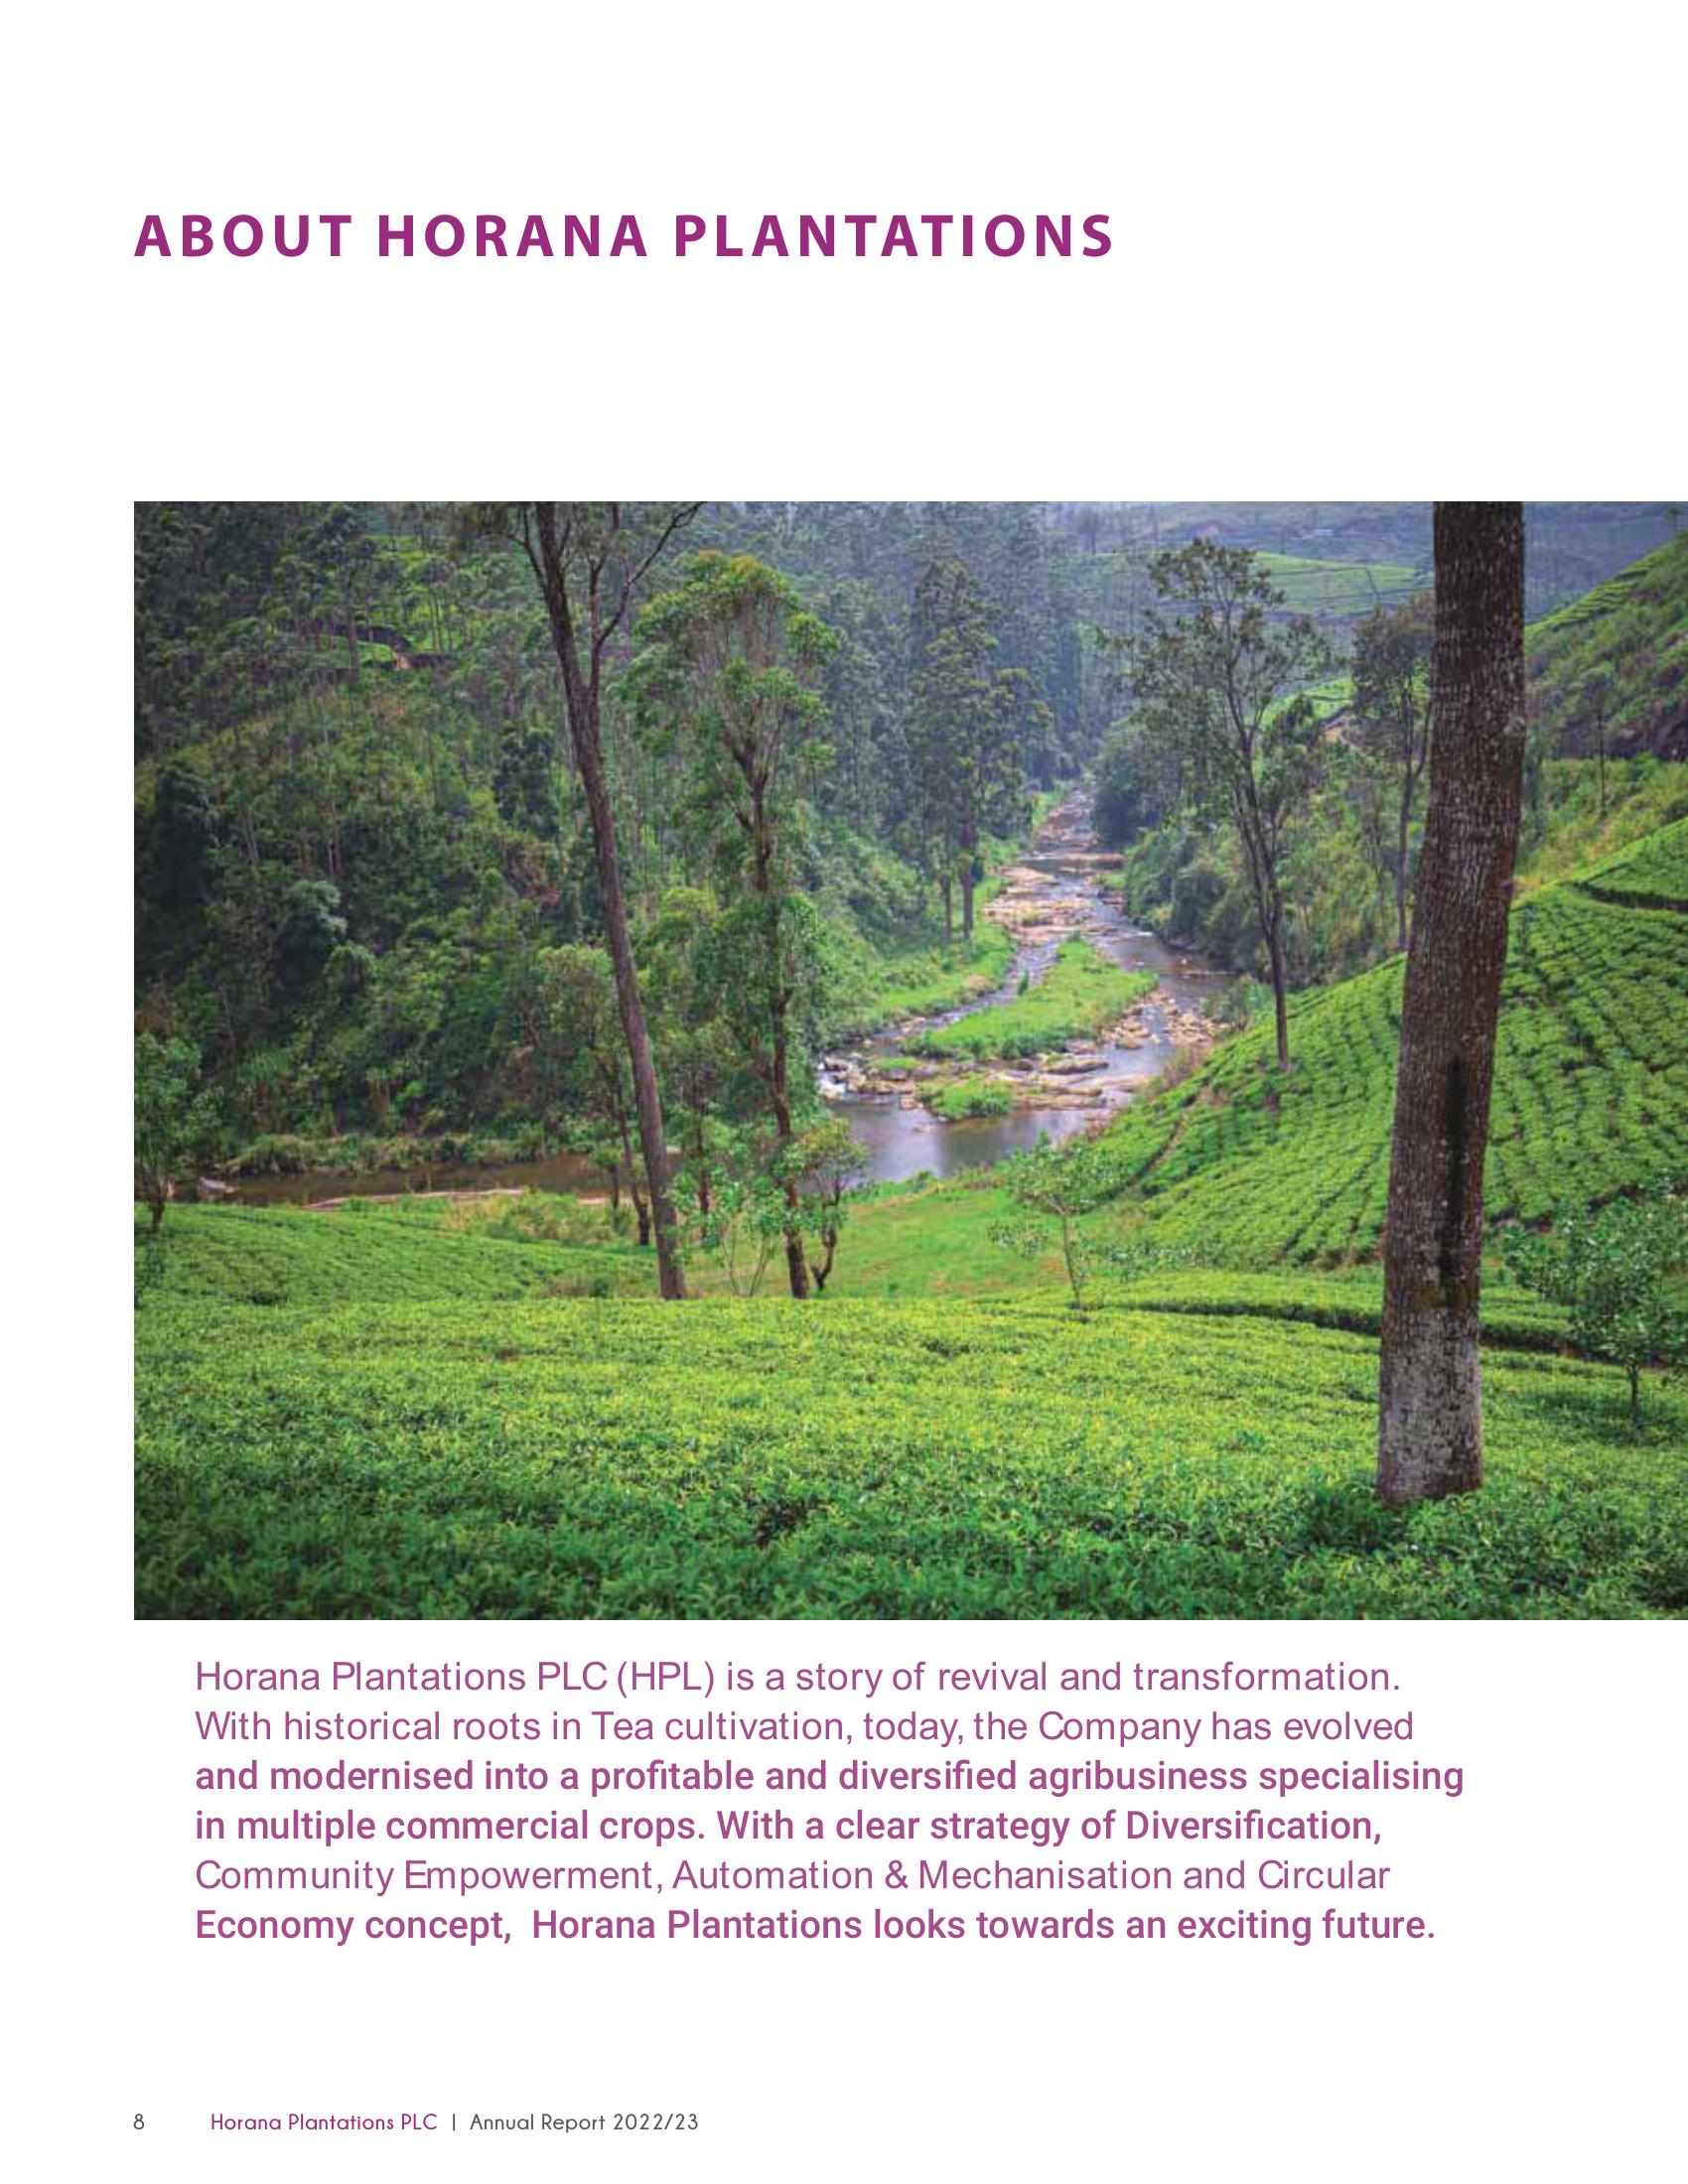 ABOUT HORANA PLANTATIONS
Horana Plantations PLC (HPL) is a story of revival and transformation.
With historical roots in Tea cultivation, today, the Company has evolved
and modernised into a profitable and diversified agribusiness specialising
in multiple commercial crops. With a clear strategy of Diversification,
Community Empowerment, Automation & Mechanisation and Circular
Economy concept,  Horana Plantations looks towards an exciting future.
8 Horana Plantations PLC | Annual Report 2022/23